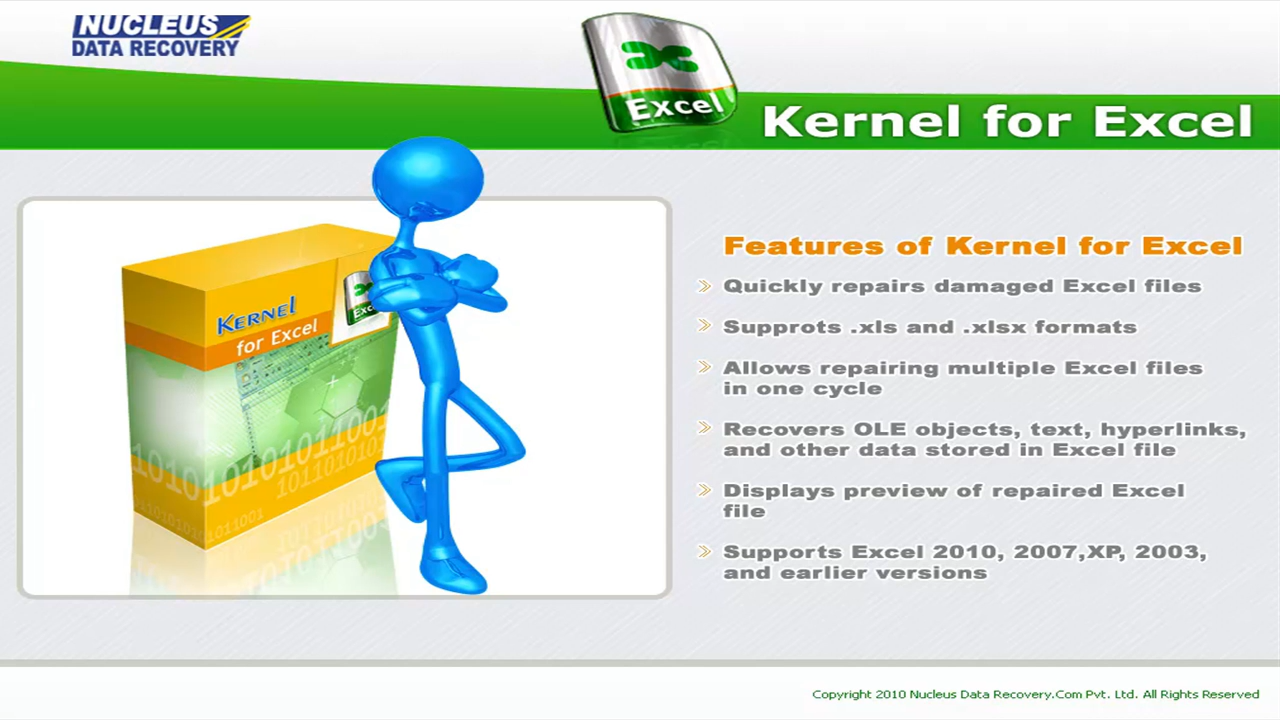 NUCLEUS
DATA RECOVERY
Excel
Kernel for Excel
KERNEL
for Excel
Features of Kernel for Excel
Quickly repairs damaged Excel files
Supprots .xls and .xlsx formats
Allows repairing multiple Excel files
in one cycle
Recovers OLE objects, text, hyperlinks,
and other data stored in Excel file
Displays preview of repaired Excel
file
Supports Excel 2010, 2007,XP, 2003,
and earlier versions
Copyright 2010 Nucleus Data Recovery.Com Pvt. Ltd. All Rights Reserved